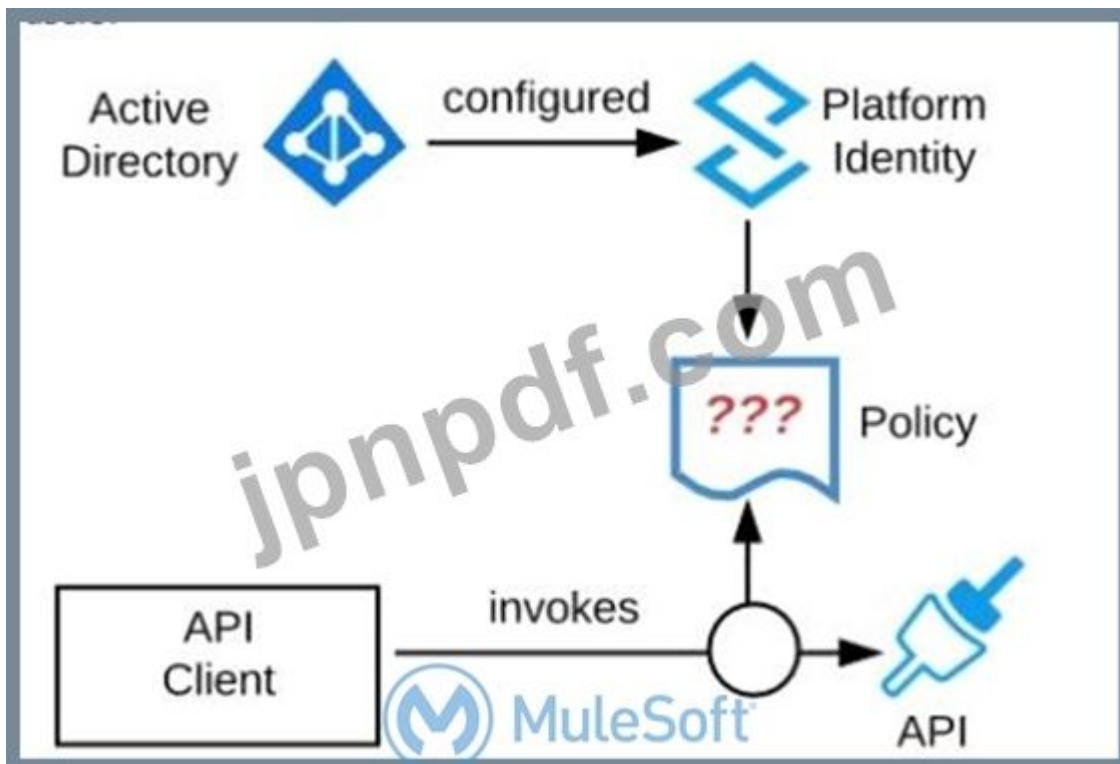 Active
Directory
configured
Platform
Identity
???
Policy
jpnpdf.com
API
Client
invokes
MuleSoft
API